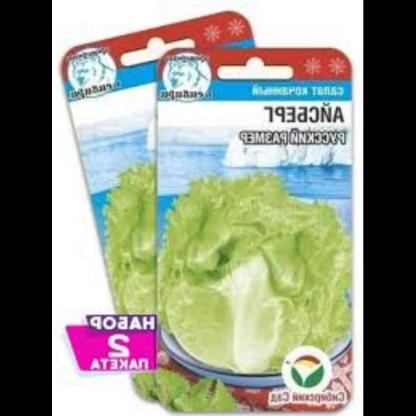 САЛАТ КОЧАННЫЙ
АЙСБЕРГ
РУССКИЙ РАЗМЕР
НАБОР
2
ПАКЕТА
Сибирский Сад